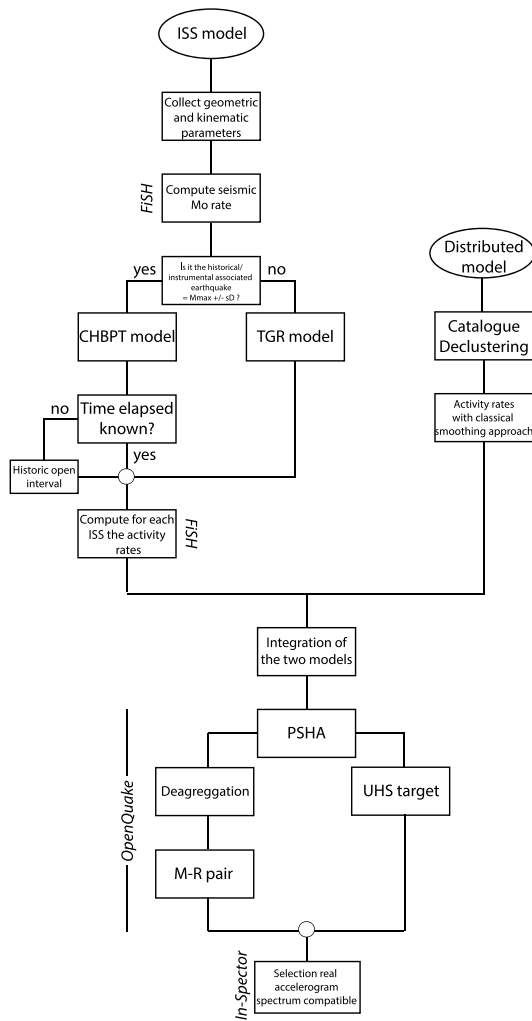 ISS model
Collect geometric
and kinematic
parameters
FiSH
Compute seismic
Mo rate
Is it the historical/
instrumental associated
earthquake
= Mmax +/- sD ?
yes
no
CHBPT model
TGR model
Time elapsed
known?
no
yes
Historic open
interval
Compute for each
ISS the activity
rates
FiSH
Distributed
model
Catalogue
Declustering
Activity rates
with classical
smoothing approach
Integration of
the two models
PSHA
OpenQuake
Deagreggation
UHS target
M-R pair
In-Spector
Selection real
accelerogram
spectrum compatible